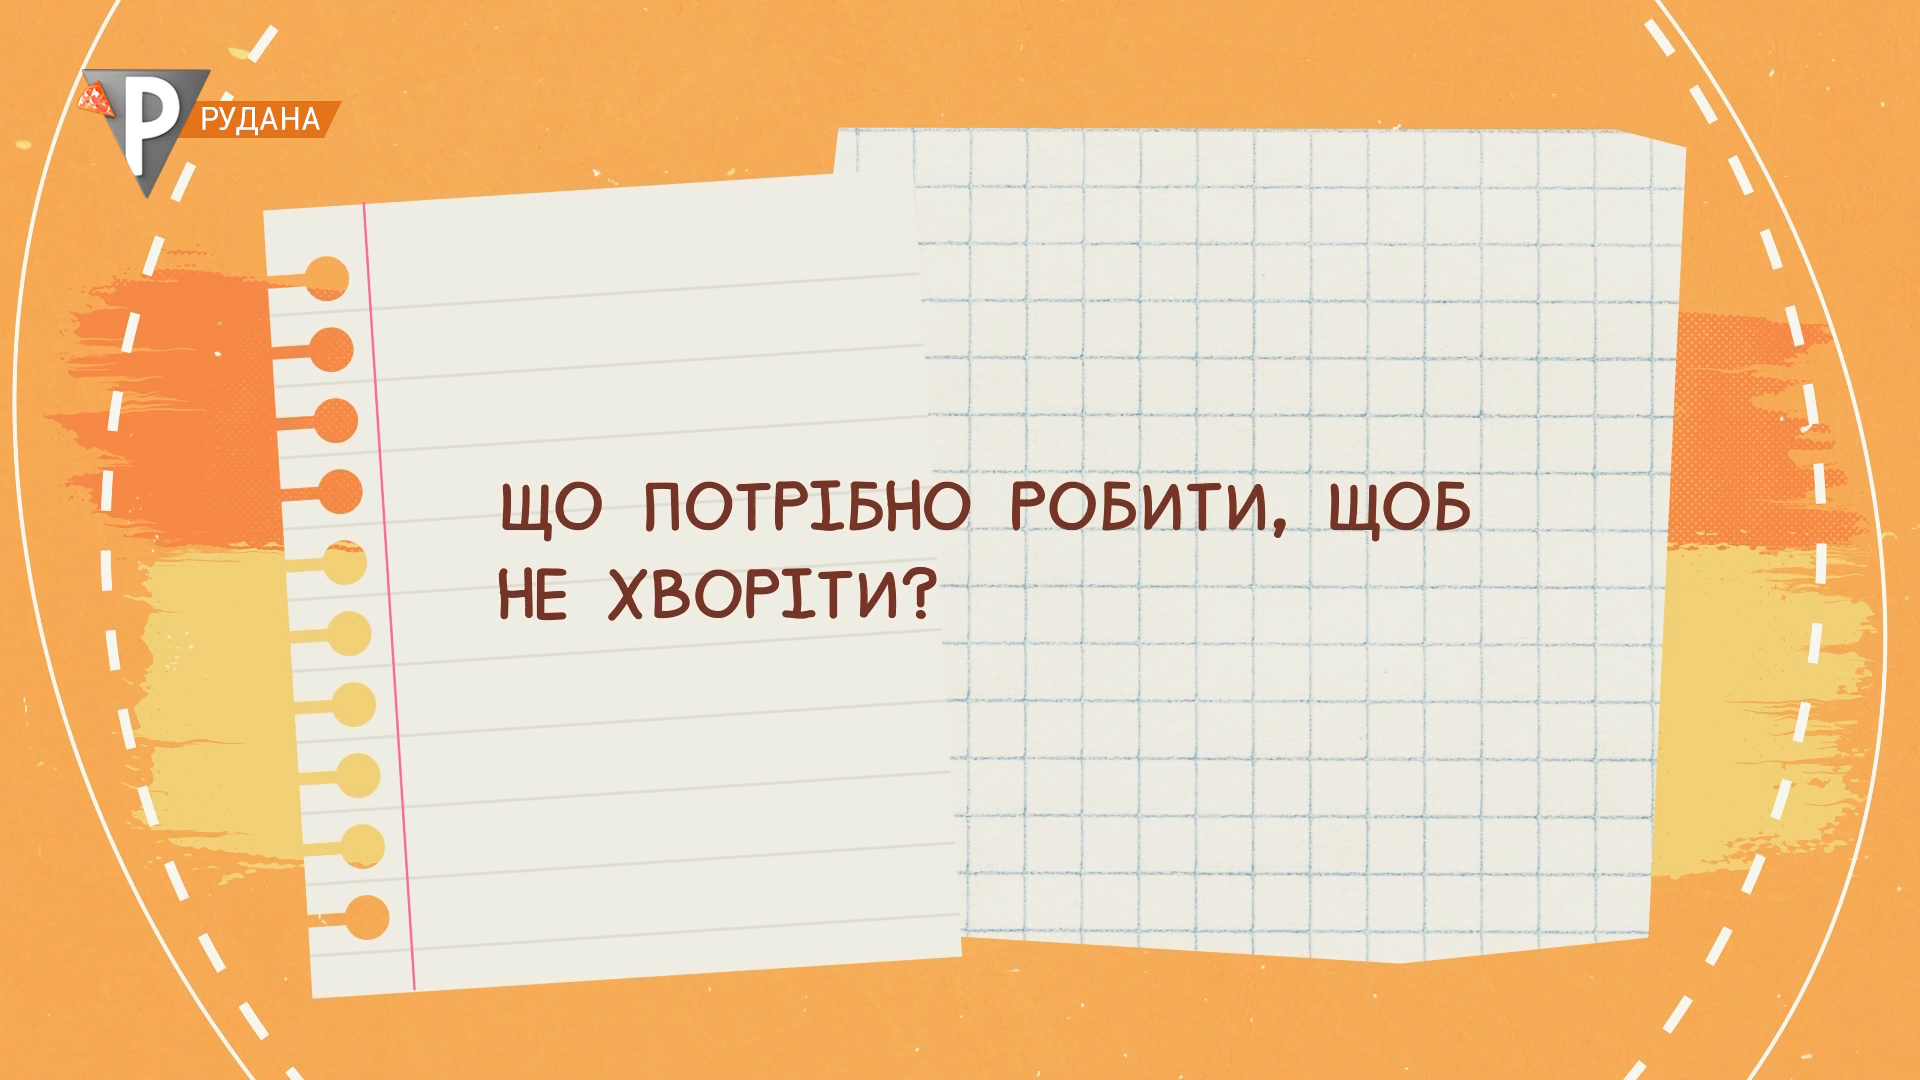 Р РУДАНА
ЩО ПОТРІБНО РОБИТИ, ЩОБ
НЕ ХВОРІТИ?